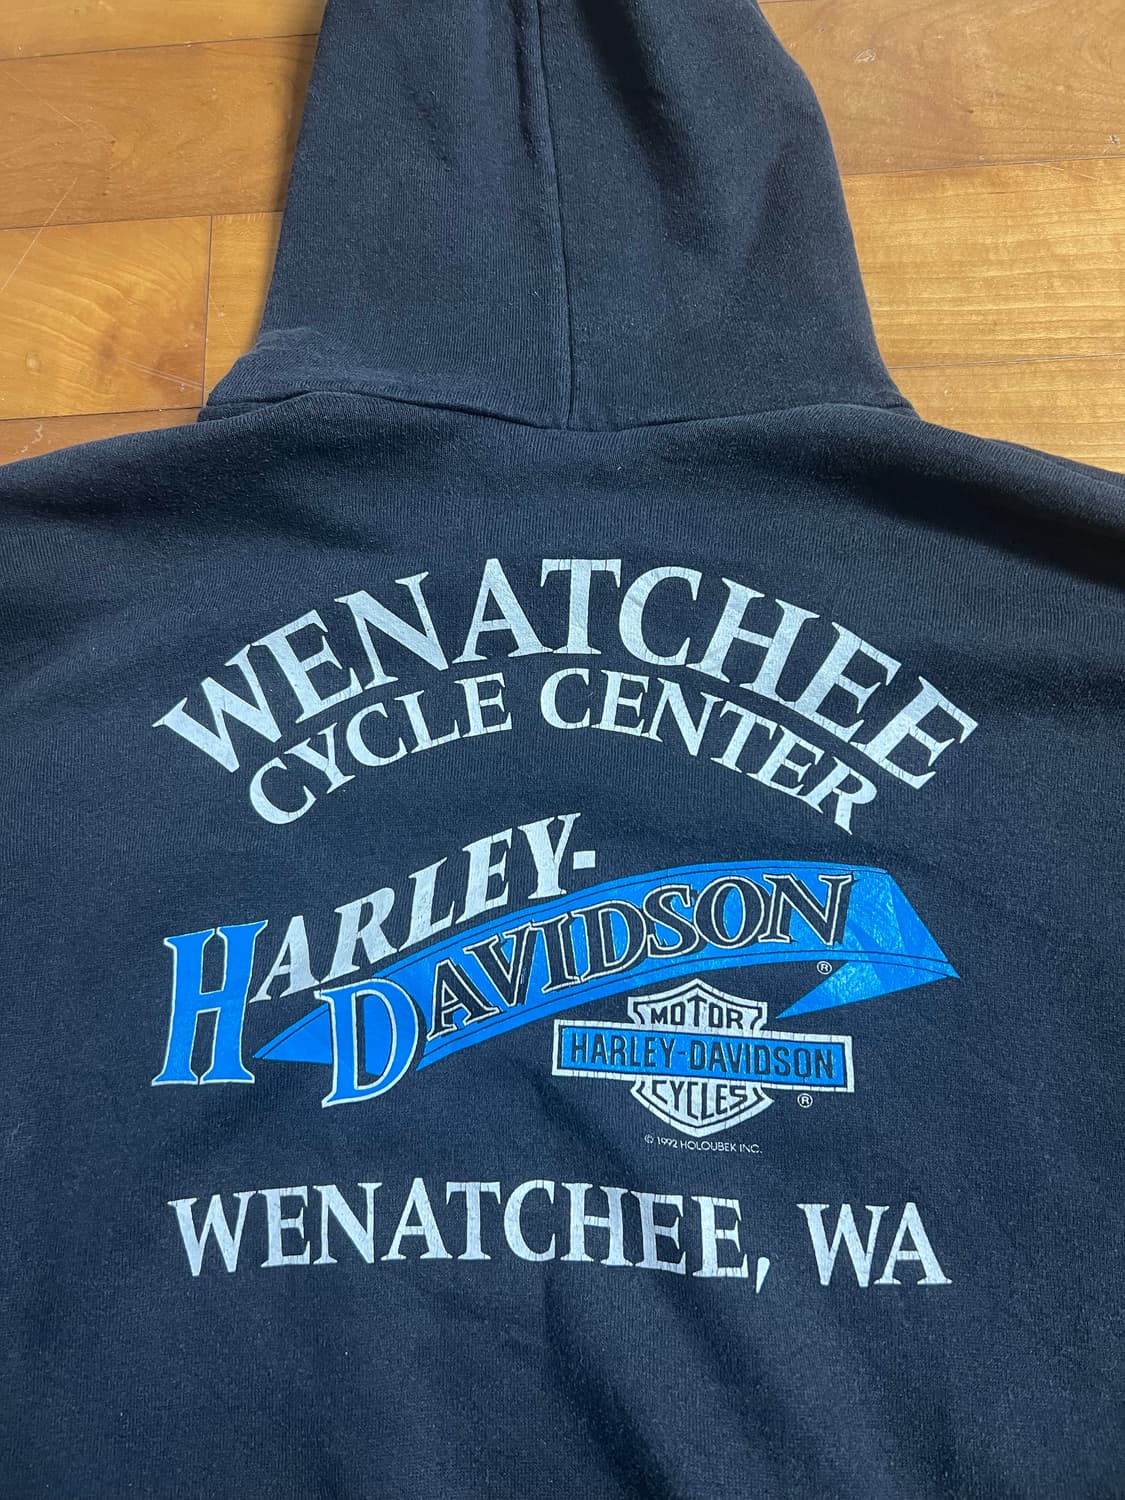 WENATCHEE
CYCLE CENTER
HARLEY-
DAVIDSON
®
MOTOR
HARLEY-DAVIDSON
CYCLES
®
© 1992 HOLOUBEK INC.
WENATCHEE, WA